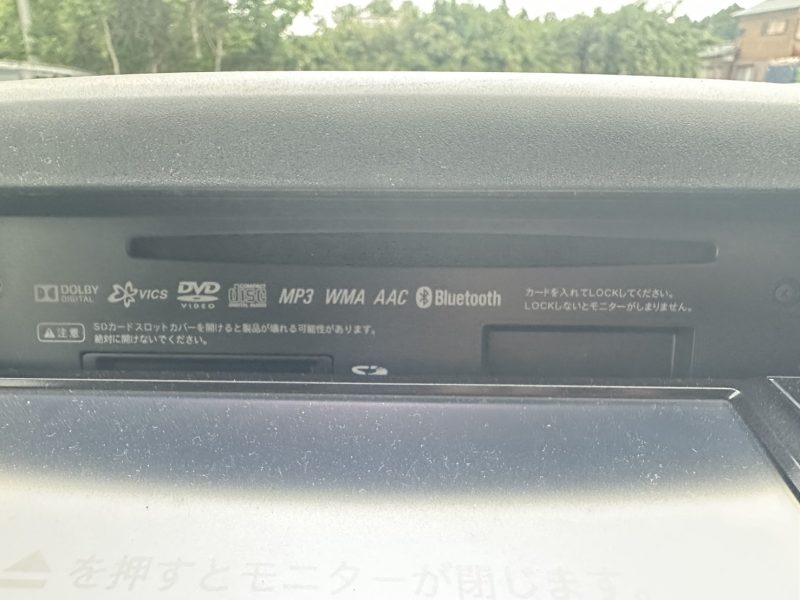 DOLBY DIGITAL VICS DVD VIDEO COMPACT disc DIGITAL AUDIO MP3 WMA AAC Bluetooth
カードを入れてLOCKしてください。
LOCKしないとモニターがしまりません。
注意 SDカードスロットカバーを開けると製品が壊れる可能性があります。
絶対に開けないでください。
を押すとモニターが閉じます。